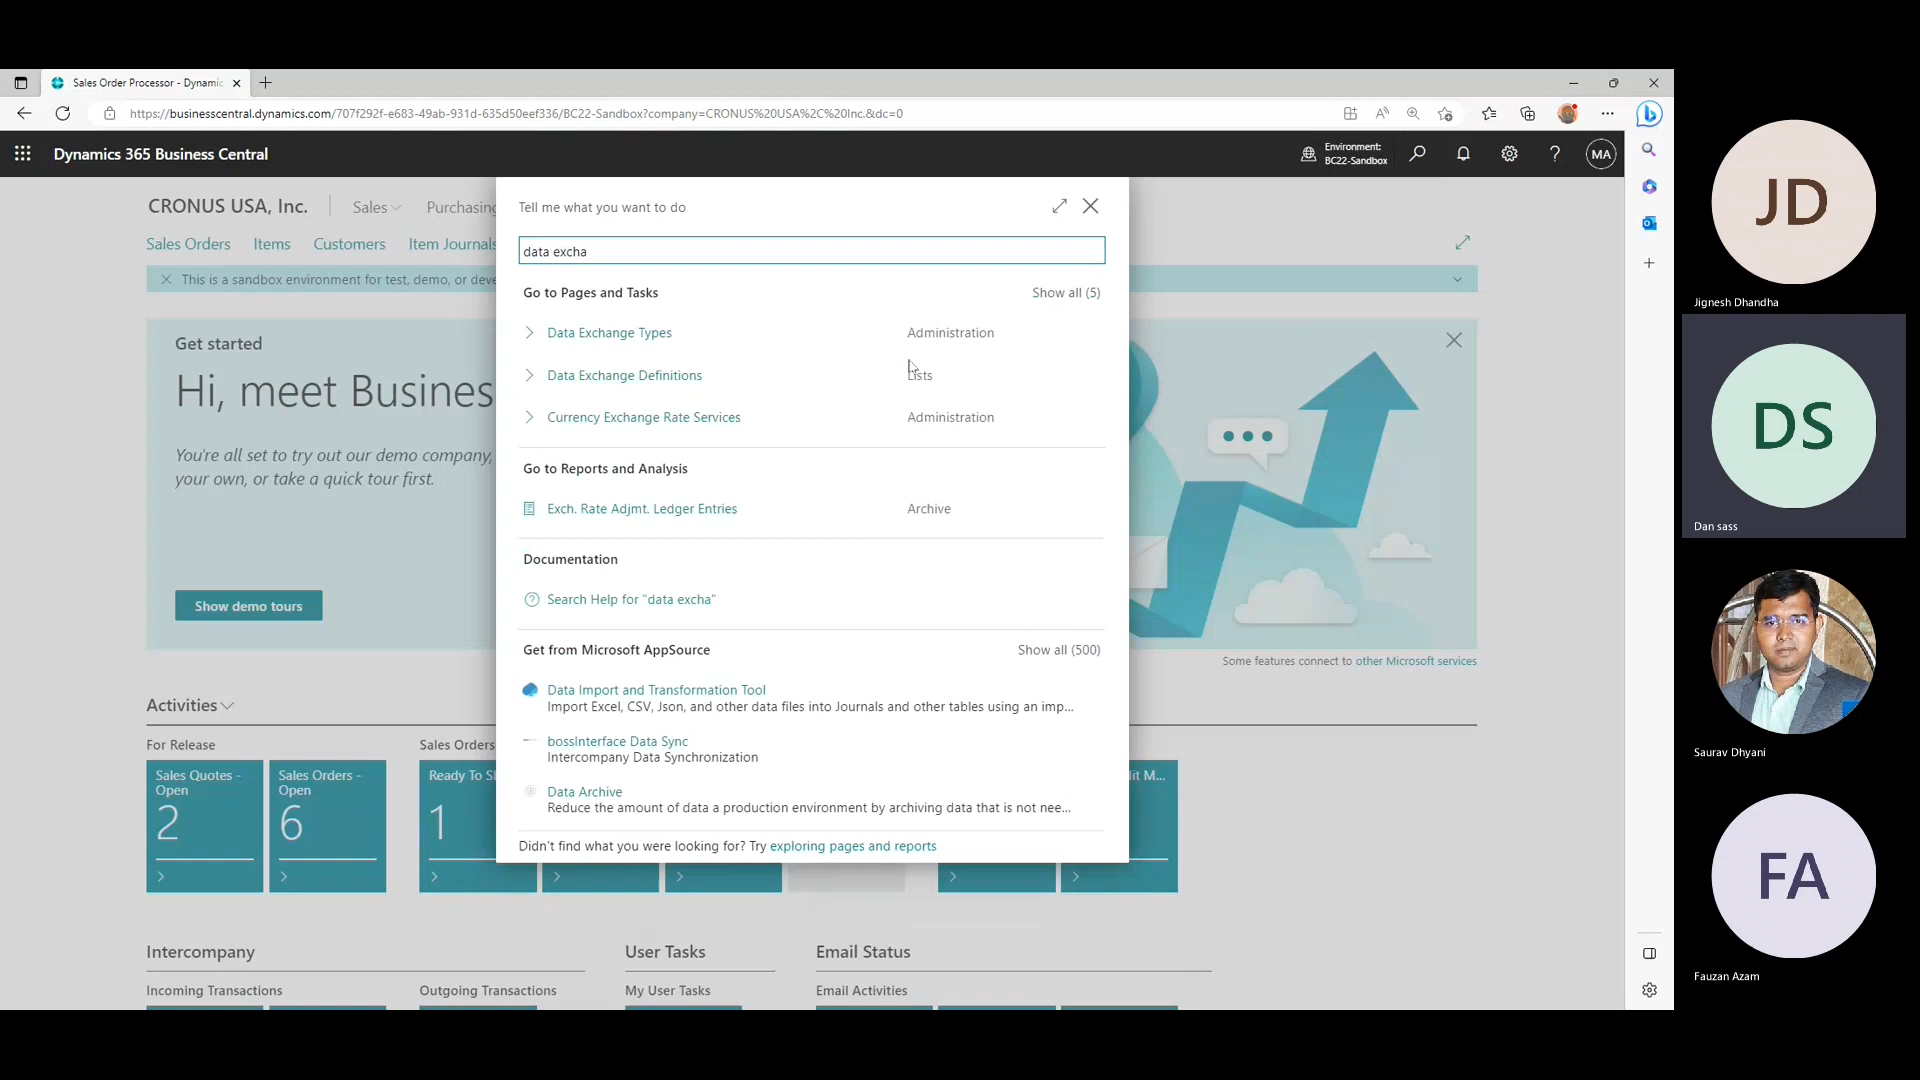 Sales Order Processor - Dynamic
https://businesscentral.dynamics.com/707f292f-e683-49ab-931d-635d50eef336/BC22-Sandbox?company=CRONUS%20USA%2C%20Inc.&dc=0
Dynamics 365 Business Central
Environment:
BC22-Sandbox
MA
CRONUS USA, Inc.
Sales
Purchasing
Sales Orders
Items
Customers
Item Journals
This is a sandbox environment for test, demo, or deve
Get started
Hi, meet Busines
You're all set to try out our demo company,
your own, or take a quick tour first.
Show demo tours
Some features connect to other Microsoft services
Tell me what you want to do
data excha
Go to Pages and Tasks
Show all (5)
Data Exchange Types
Administration
Data Exchange Definitions
Lists
Currency Exchange Rate Services
Administration
Go to Reports and Analysis
Exch. Rate Adjmt. Ledger Entries
Archive
Documentation
Search Help for "data excha"
Get from Microsoft AppSource
Show all (500)
Data Import and Transformation Tool
Import Excel, CSV, Json, and other data files into Journals and other tables using an imp...
bossInterface Data Sync
Intercompany Data Synchronization
Data Archive
Reduce the amount of data a production environment by archiving data that is not nee...
Didn't find what you were looking for? Try exploring pages and reports
Activities
For Release
Sales Orders
Sales Quotes -
Open
2
Sales Orders -
Open
6
Ready To S
1
it M...
Intercompany
User Tasks
Email Status
Incoming Transactions
Outgoing Transactions
My User Tasks
Email Activities
JD
Jignesh Dhandha
DS
Dan sass
Saurav Dhyani
FA
Fauzan Azam